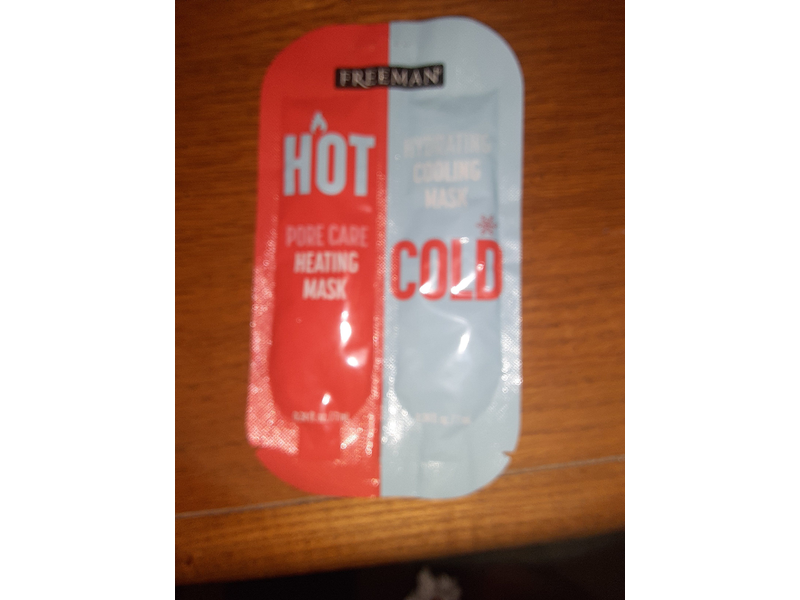 FREEMAN
HOT
PORE CARE
HEATING
MASK
HYDRATING
COOLING
MASK
COLD